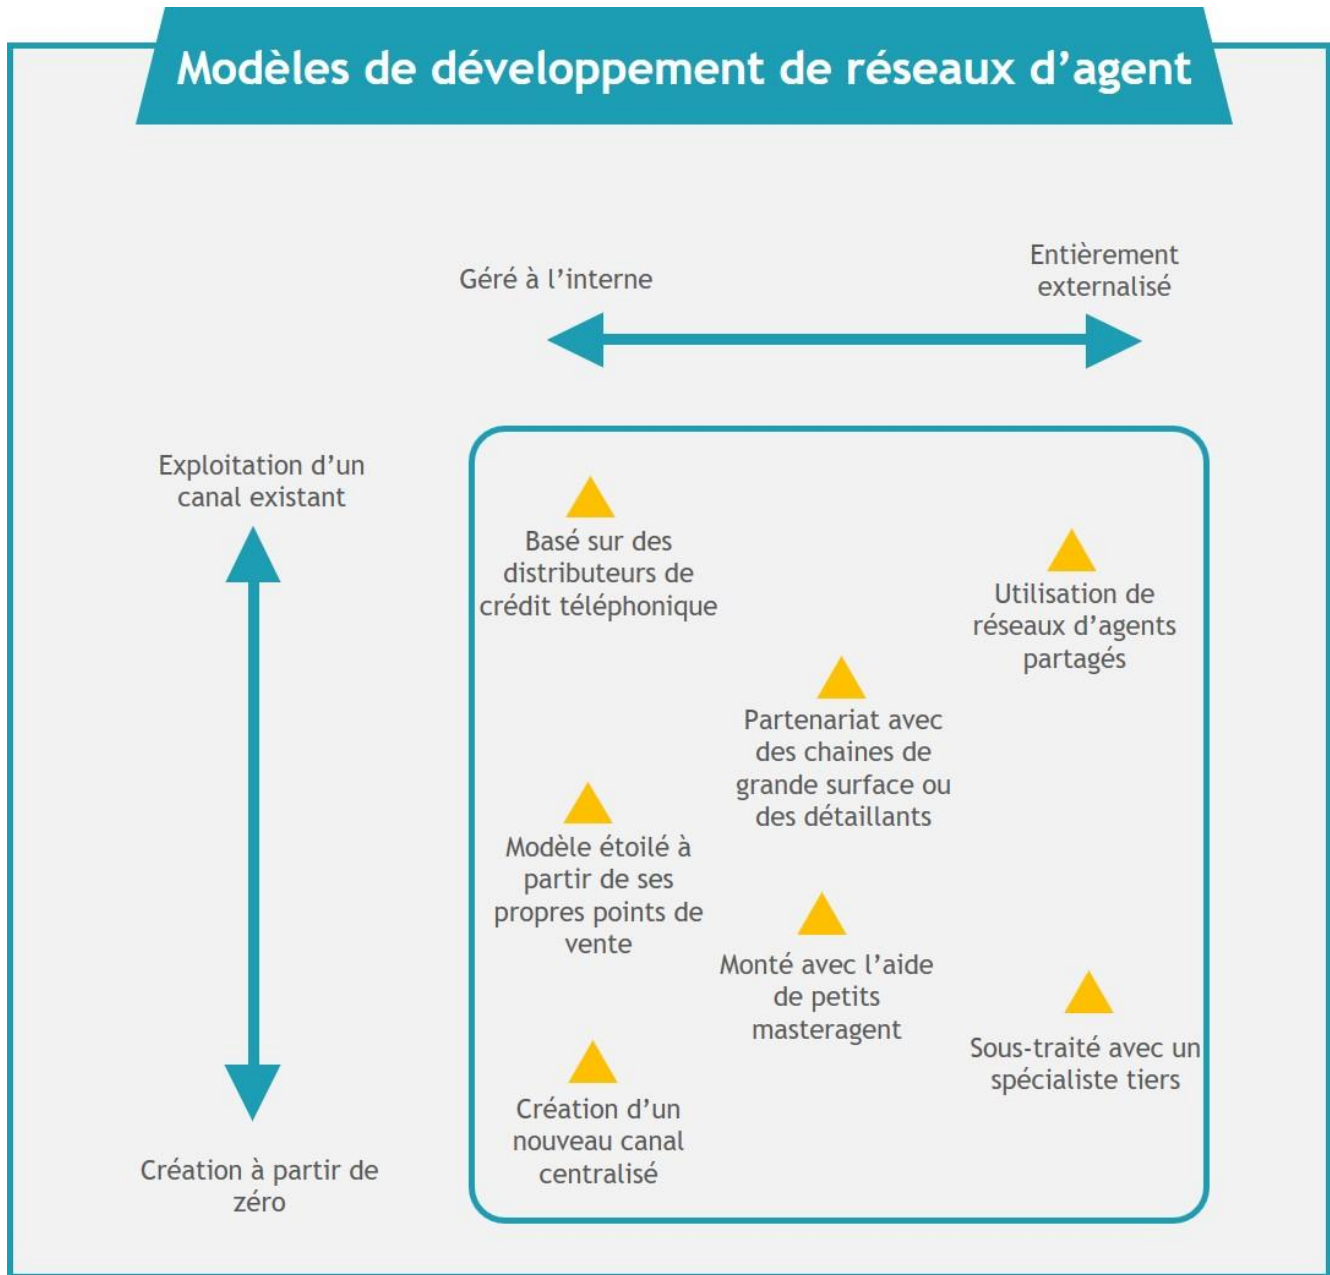 Modèles de développement de réseaux d’agent
Géré à l’interne
Entièrement
externalisé
Exploitation d’un
canal existant
Basé sur des
distributeurs de
crédit téléphonique
Utilisation de
réseaux d’agents
partagés
Partenariat avec
des chaines de
grande surface ou
des détaillants
Modèle étoilé à
partir de ses
propres points de
vente
Monté avec l’aide
de petits
masteragent
Sous-traité avec un
spécialiste tiers
Création d’un
nouveau canal
centralisé
Création à partir de
zéro